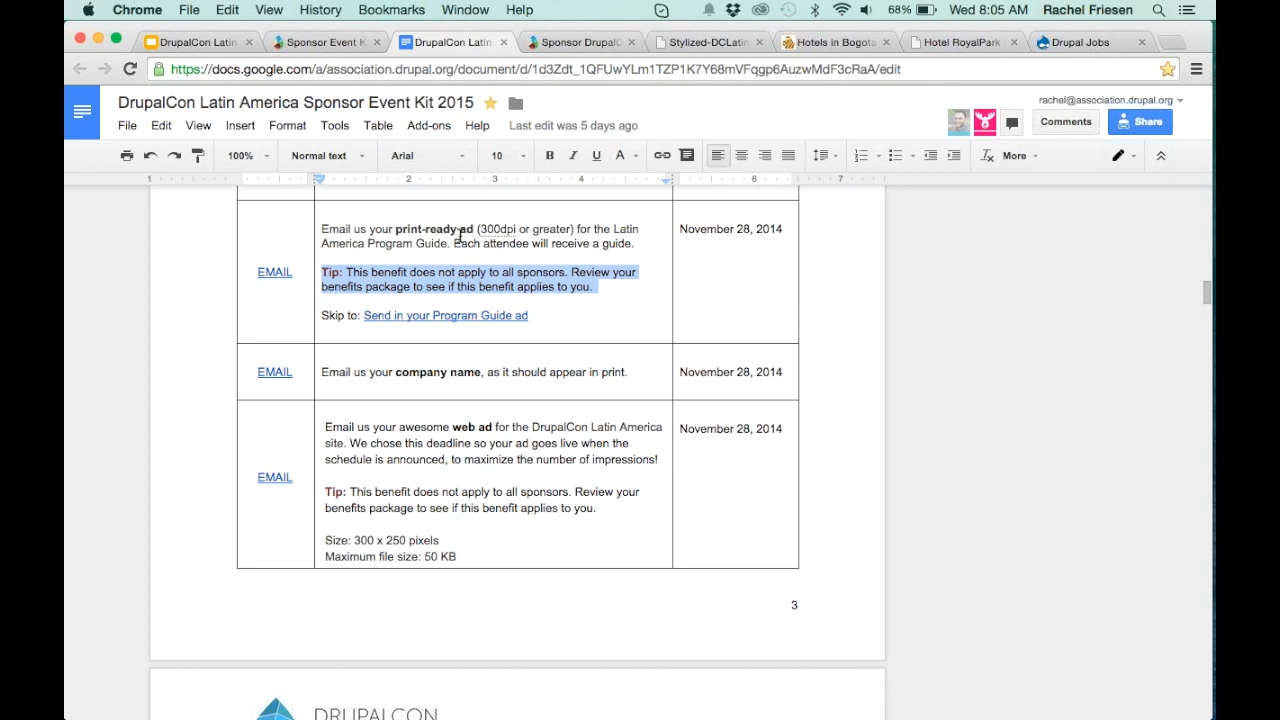 Chrome File Edit View History Bookmarks Window Help 68% Wed 8:05 AM Rachel Friesen
DrupalCon Latin Sponsor Event K DrupalCon Latin Sponsor DrupalC Stylized-DCLatin Hotels in Bogota Hotel RoyalPark Drupal Jobs
https://docs.google.com/a/association.drupal.org/document/d/1d3Zdt_1QFUwYLm1TZP1K7Y68mVFqgp6AuzwMdF3cRaA/edit
DrupalCon Latin America Sponsor Event Kit 2015
rachel@association.drupal.org
File Edit View Insert Format Tools Table Add-ons Help Last edit was 5 days ago
Comments Share
100% Normal text Arial 10 B I U A More
1 2 3 4 6 7
Email us your print-ready ad (300dpi or greater) for the Latin
America Program Guide. Each attendee will receive a guide.
November 28, 2014
EMAIL
Tip: This benefit does not apply to all sponsors. Review your
benefits package to see if this benefit applies to you.
Skip to: Send in your Program Guide ad
EMAIL
Email us your company name, as it should appear in print.
November 28, 2014
Email us your awesome web ad for the DrupalCon Latin America
site. We chose this deadline so your ad goes live when the
schedule is announced, to maximize the number of impressions!
November 28, 2014
EMAIL
Tip: This benefit does not apply to all sponsors. Review your
benefits package to see if this benefit applies to you.
Size: 300 x 250 pixels
Maximum file size: 50 KB
3
DRUPALCON